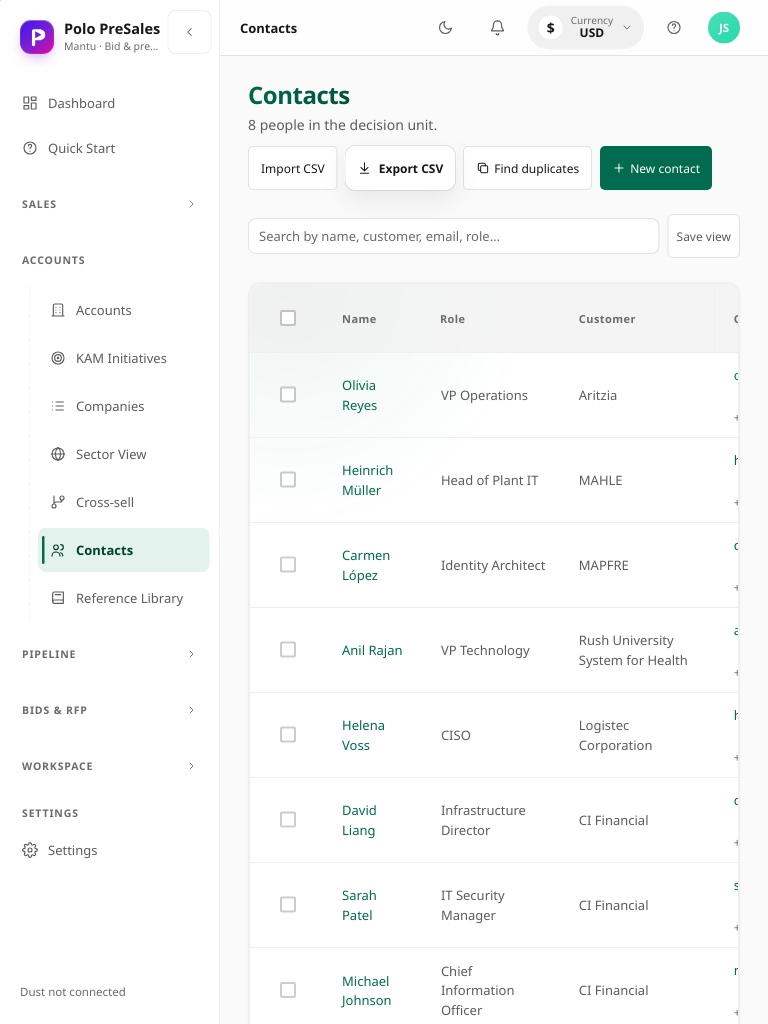 Polo PreSales
Mantu · Bid & pre...
Dashboard
Quick Start
SALES
ACCOUNTS
Accounts
KAM Initiatives
Companies
Sector View
Cross-sell
Contacts
Reference Library
PIPELINE
BIDS & RFP
WORKSPACE
SETTINGS
Settings
Dust not connected
Contacts
$
Currency
USD
JS
Contacts
8 people in the decision unit.
Import CSV
Export CSV
Find duplicates
New contact
Search by name, customer, email, role...
Save view
Name Role Customer
Olivia
Reyes
VP Operations
Aritzia
Heinrich
Müller
Head of Plant IT
MAHLE
Carmen
López
Identity Architect
MAPFRE
Anil Rajan
VP Technology
Rush University
System for Health
Helena
Voss
CISO
Logistec
Corporation
David
Liang
Infrastructure
Director
CI Financial
Sarah
Patel
IT Security
Manager
CI Financial
Michael
Johnson
Chief
Information
Officer
CI Financial